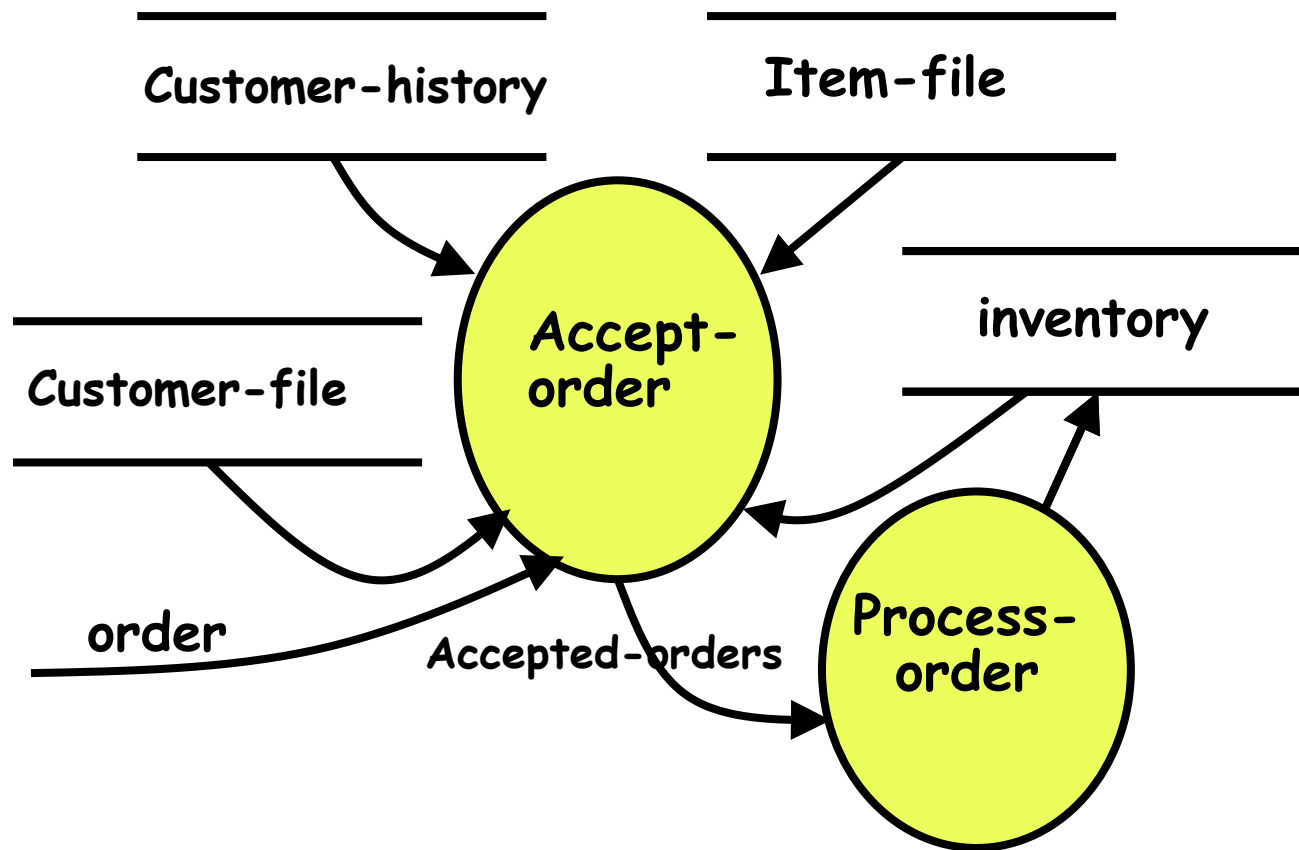 Customer-history
Item-file
inventory
Accept-
order
Customer-file
order
Accepted-orders
Process-
order